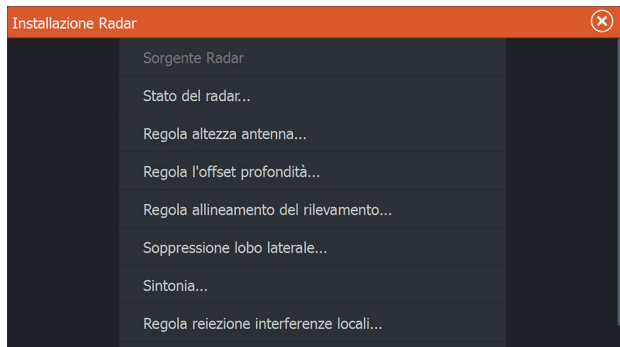 Installazione Radar
Sorgente Radar
Stato del radar...
Regola altezza antenna...
Regola l'offset profondità...
Regola allineamento del rilevamento...
Soppressione lobo laterale...
Sintonia...
Regola reiezione interferenze locali...